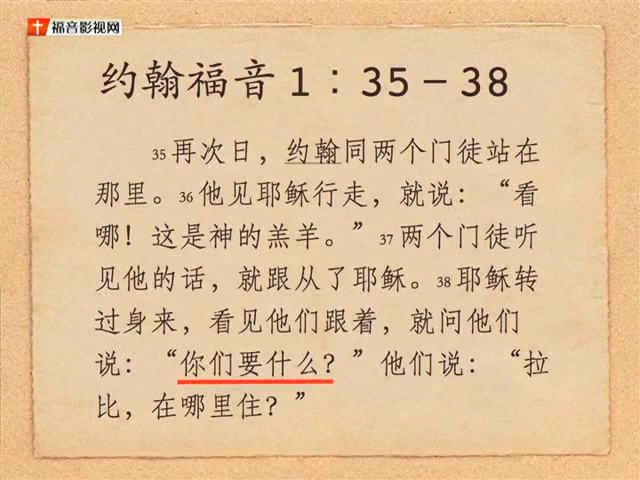 福音影视网
约翰福音 1：35－38
35再次日，约翰同两个门徒站在
那里。36他见耶稣行走，就说：“看
哪！这是神的羔羊。”37两个门徒听
见他的话，就跟从了耶稣。38耶稣转
过身来，看见他们跟着，就问他们
说：“你们要什么？”他们说：“拉
比，在哪里住？”